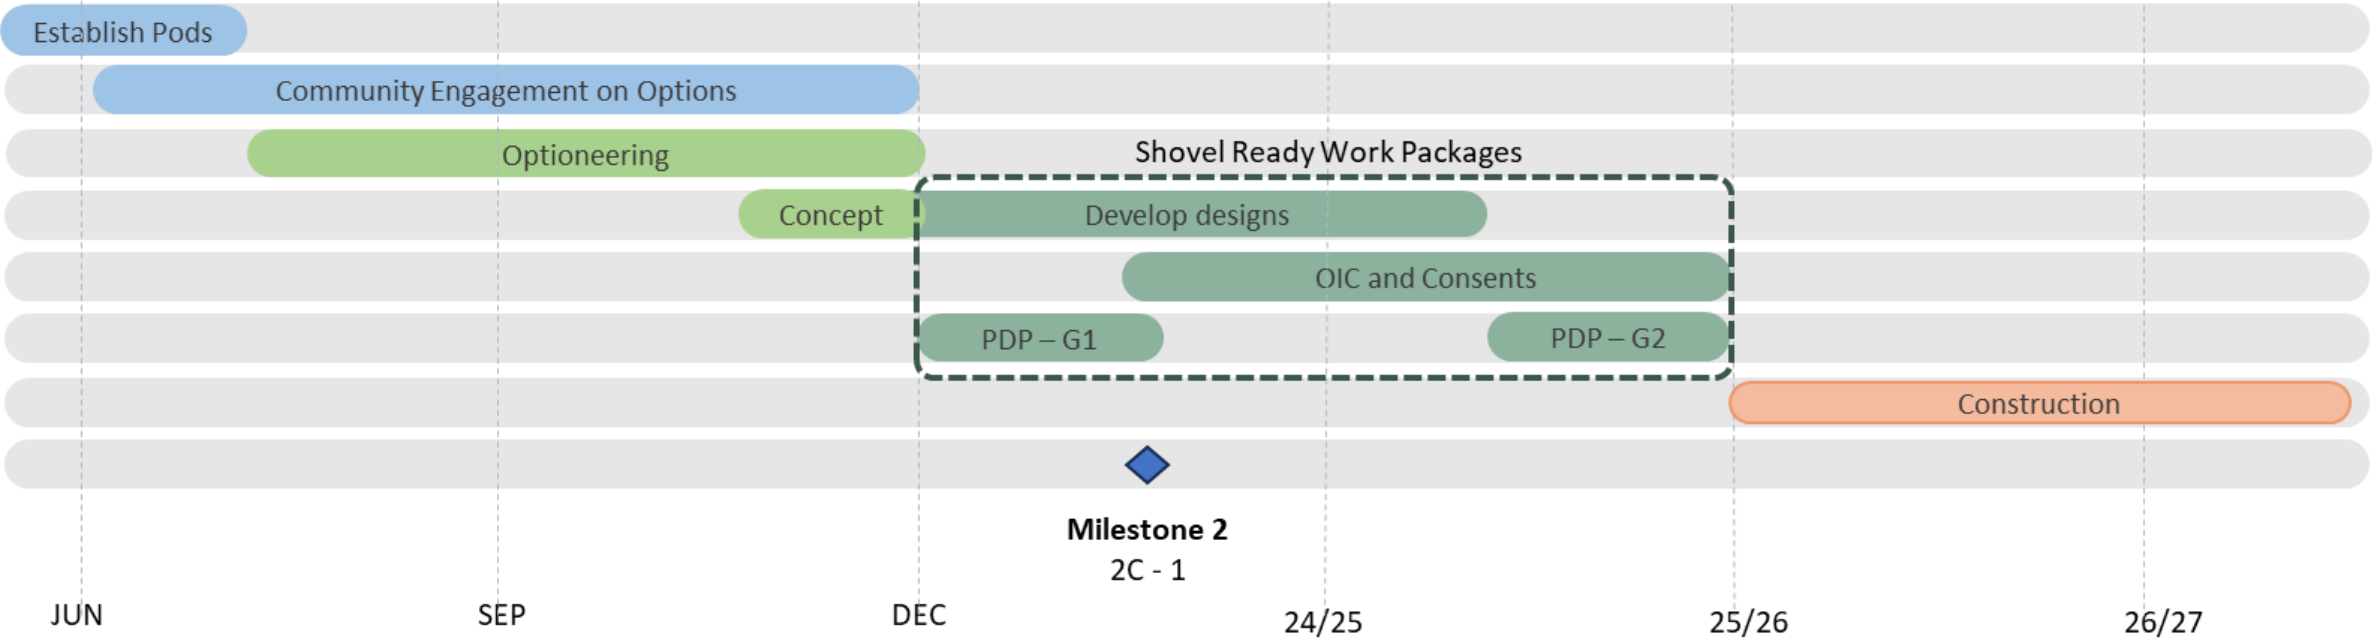 Establish Pods
Community Engagement on Options
Optioneering
Shovel Ready Work Packages
Concept
Develop designs
OIC and Consents
PDP – G1
PDP – G2
Construction
Milestone 2
2C - 1
JUN
SEP
DEC
24/25
25/26
26/27